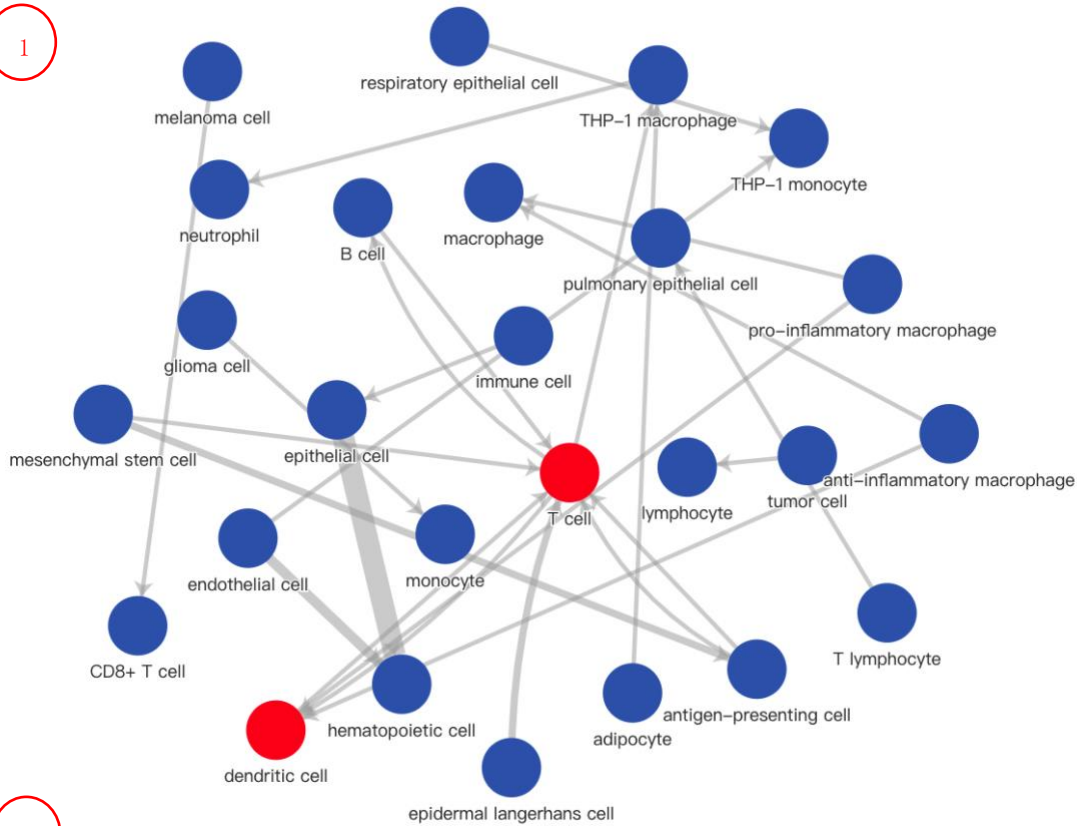 1
respiratory epithelial cell
melanoma cell
THP-1 macrophage
THP-1 monocyte
neutrophil
B cell
macrophage
pulmonary epithelial cell
pro-inflammatory macrophage
glioma cell
immune cell
mesenchymal stem cell
epithelial cell
anti-inflammatory macrophage
tumor cell
lymphocyte
T cell
endothelial cell
monocyte
CD8+ T cell
T lymphocyte
antigen-presenting cell
hematopoietic cell
adipocyte
dendritic cell
epidermal langerhans cell